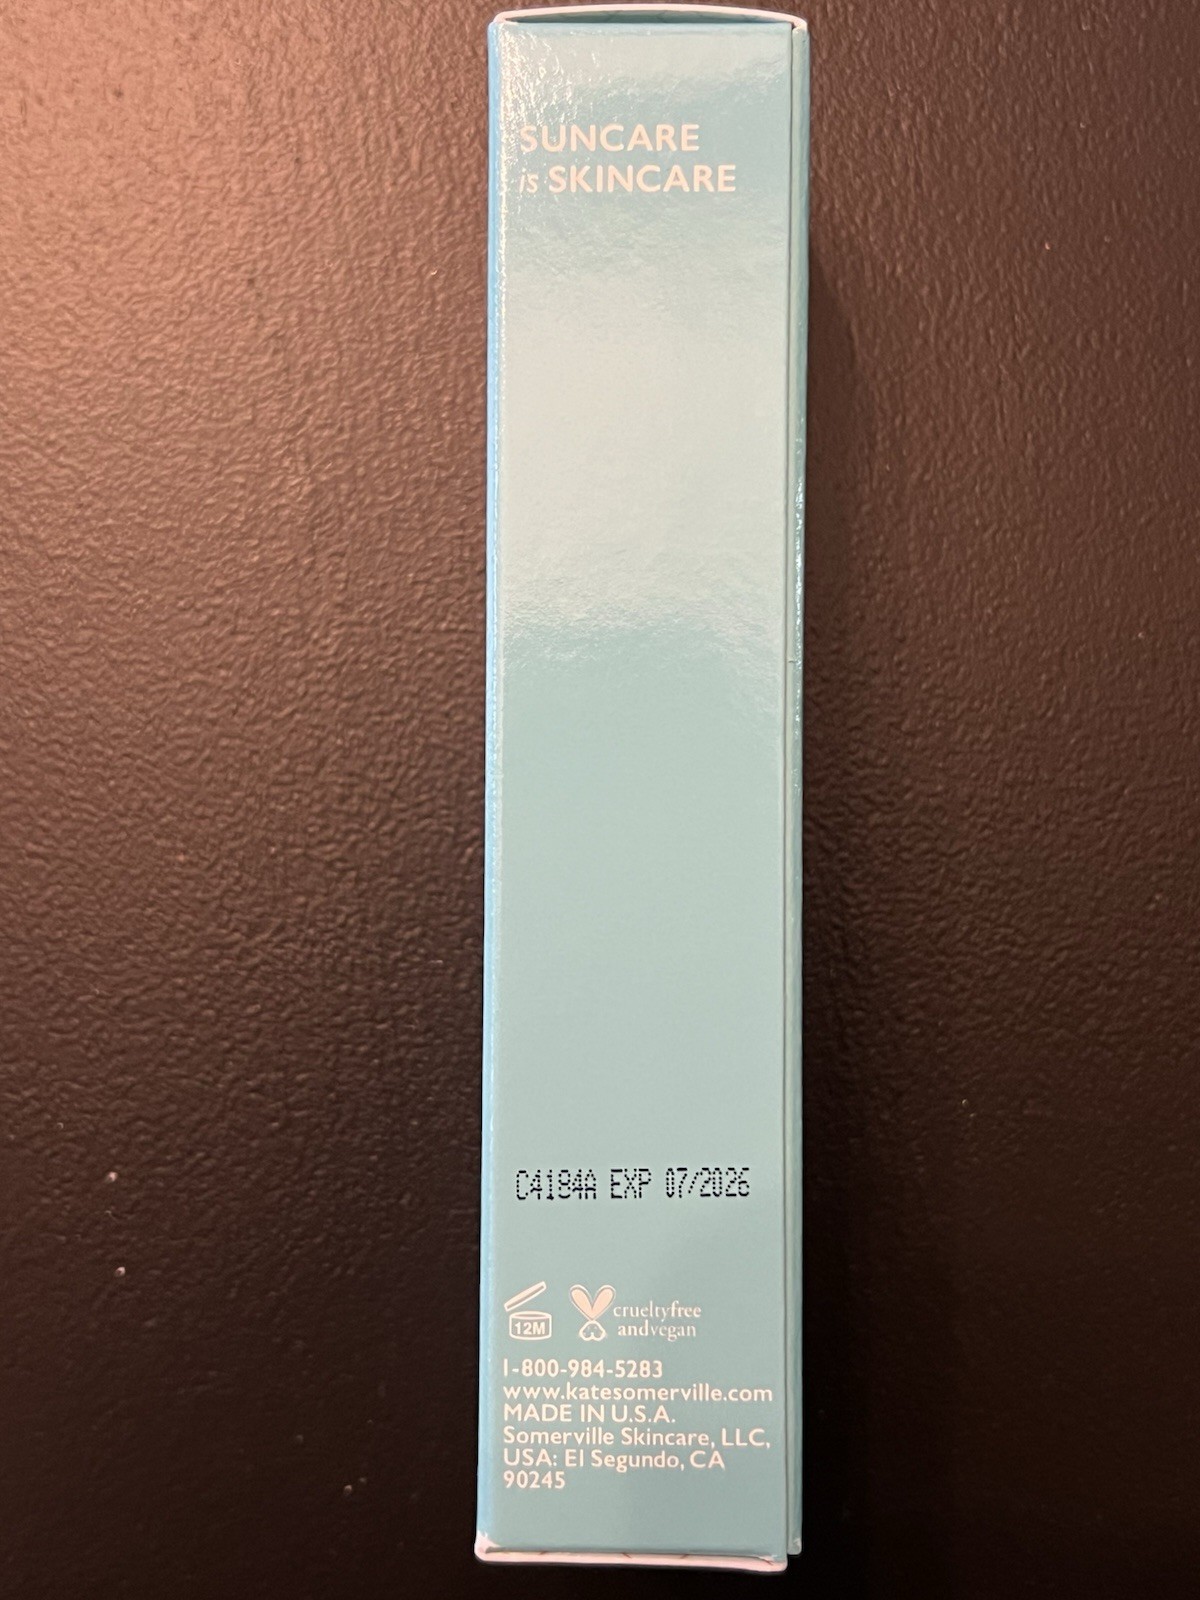 SUNCARE
is SKINCARE
C4184A EXP 07/2026
12M
crueltyfree
andvegan
1-800-984-5283
www.katesomerville.com
MADE IN U.S.A.
Somerville Skincare, LLC,
USA: El Segundo, CA
90245